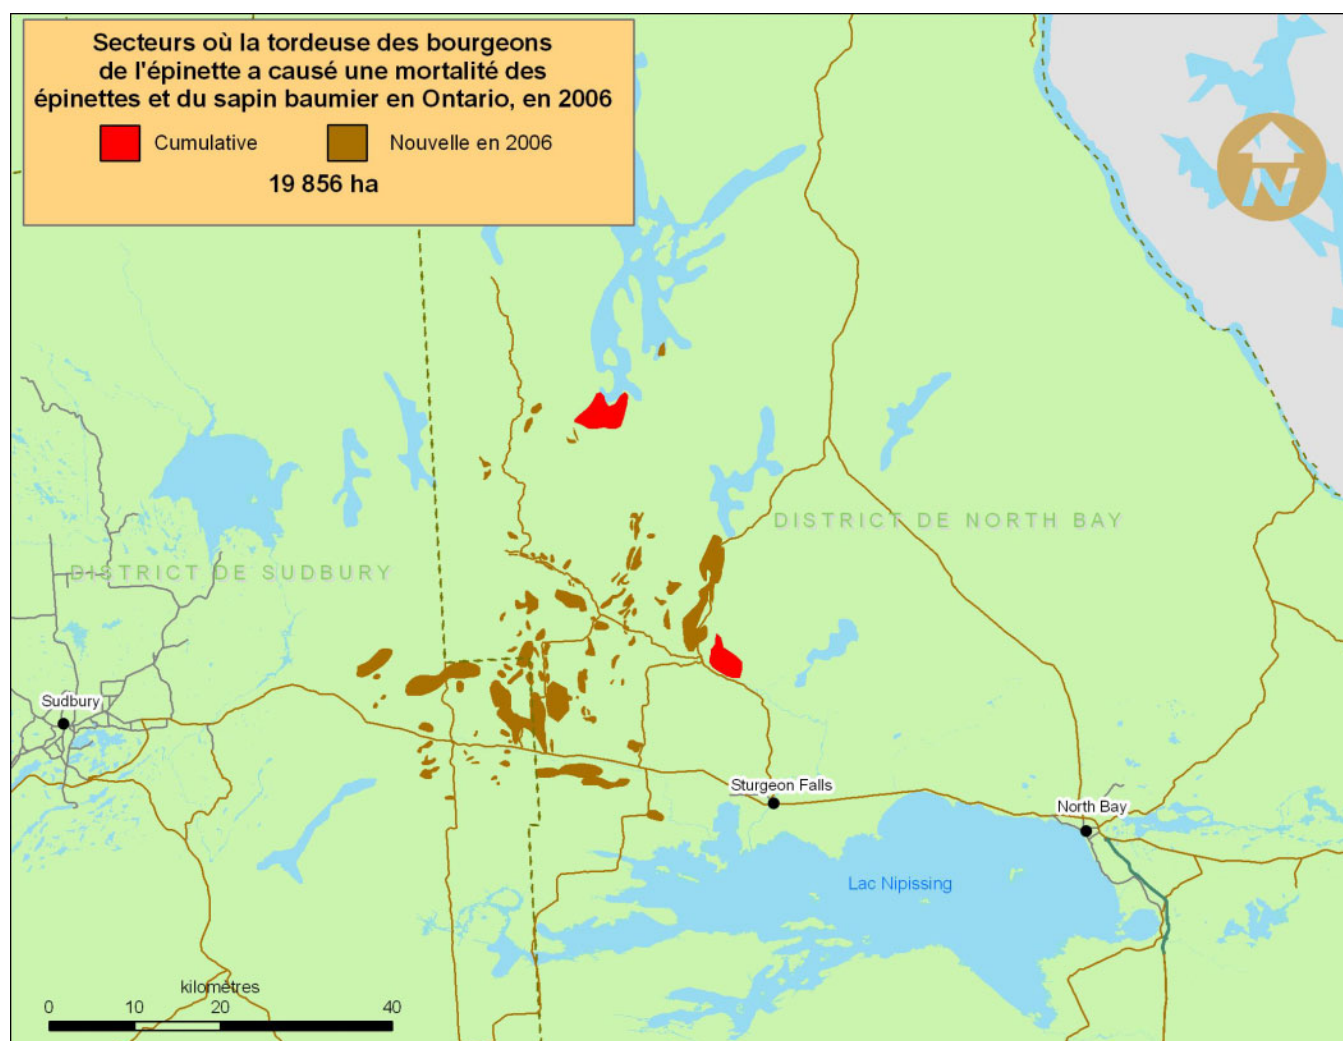 Secteurs où la tordeuse des bourgeons
de l'épinette a causé une mortalité des
épinettes et du sapin baumier en Ontario, en 2006
Cumulative
Nouvelle en 2006
19 856 ha
N
DISTRICT DE NORTH BAY
DISTRICT DE SUDBURY
Sudbury
Sturgeon Falls
North Bay
Lac Nipissing
kilomètres
0 10 20 40